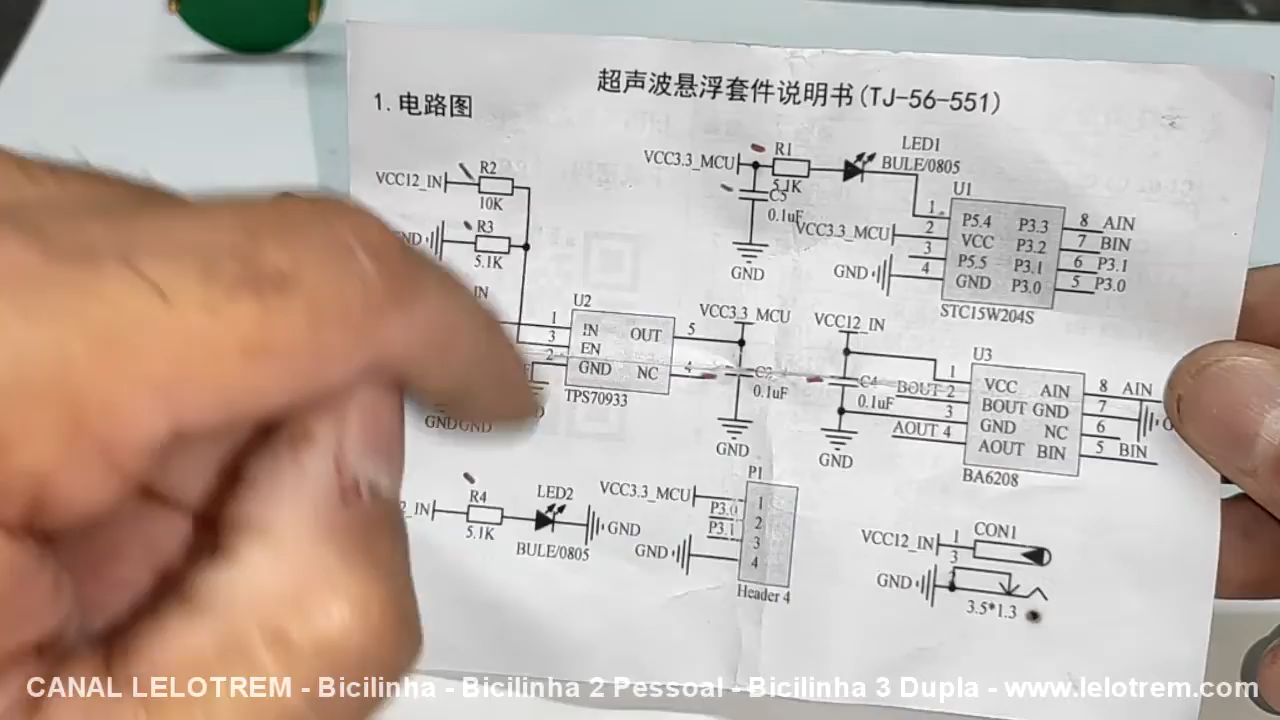 超声波悬浮套件说明书(TJ-56-551)
1.电路图
VCC12_IN
R2
10K
R3
5.1K
IN
GNDGND
U2
1
3
2
IN
EN
GND
OUT
NC
5
4
TPS70933
VCC3.3_MCU
R1
5.1K
C5
0.1uF
GND
LED1
BULE/0805
U1
1
2
3
4
P5.4
VCC
P5.5
GND
P3.3
P3.2
P3.1
P3.0
8 AIN
7 BIN
6 P3.1
5 P3.0
STC15W204S
VCC3.3_MCU
GND
VCC3.3_MCU
0.1uF
GND
VCC12_IN
C4
0.1uF
GND
U3
1
BOUT 2
3
AOUT 4
VCC
BOUT
GND
AOUT
AIN
GND
NC
BIN
8 AIN
7
6
5 BIN
BA6208
R4
5.1K
LED2
BULE/0805
GND
P1
VCC3.3_MCU
P3.0
P3.1
GND
1
2
3
4
Header 4
CON1
VCC12_IN
1
3
GND
3.5*1.3
CANAL LELOTREM - Bicilinha - Bicilinha 2 Pessoal - Bicilinha 3 Dupla - www.lelotrem.com